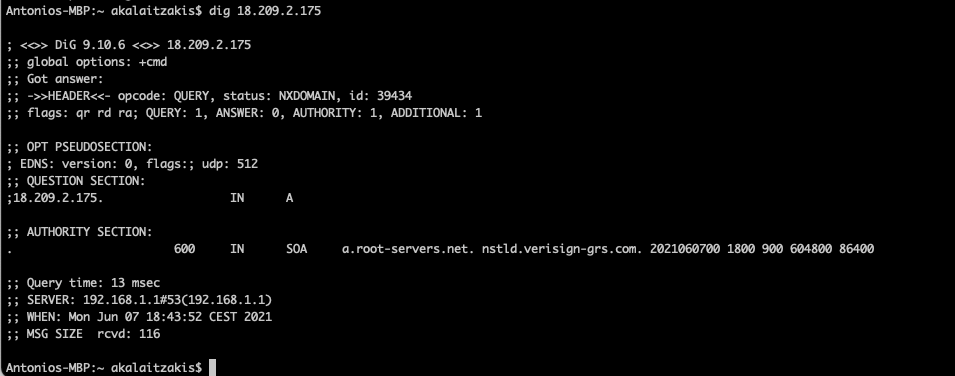 Antonios-MBP:~ akalaitzakis$ dig 18.209.2.175

; <<>> DiG 9.10.6 <<>> 18.209.2.175
;; global options: +cmd
;; Got answer:
;; ->>HEADER<<- opcode: QUERY, status: NXDOMAIN, id: 39434
;; flags: qr rd ra; QUERY: 1, ANSWER: 0, AUTHORITY: 1, ADDITIONAL: 1

;; OPT PSEUDOSECTION:
; EDNS: version: 0, flags:; udp: 512
;; QUESTION SECTION:
;18.209.2.175.			IN	A

;; AUTHORITY SECTION:
.			600	IN	SOA	a.root-servers.net. nstld.verisign-grs.com. 2021060700 1800 900 604800 86400

;; Query time: 13 msec
;; SERVER: 192.168.1.1#53(192.168.1.1)
;; WHEN: Mon Jun 07 18:43:52 CEST 2021
;; MSG SIZE  rcvd: 116

Antonios-MBP:~ akalaitzakis$